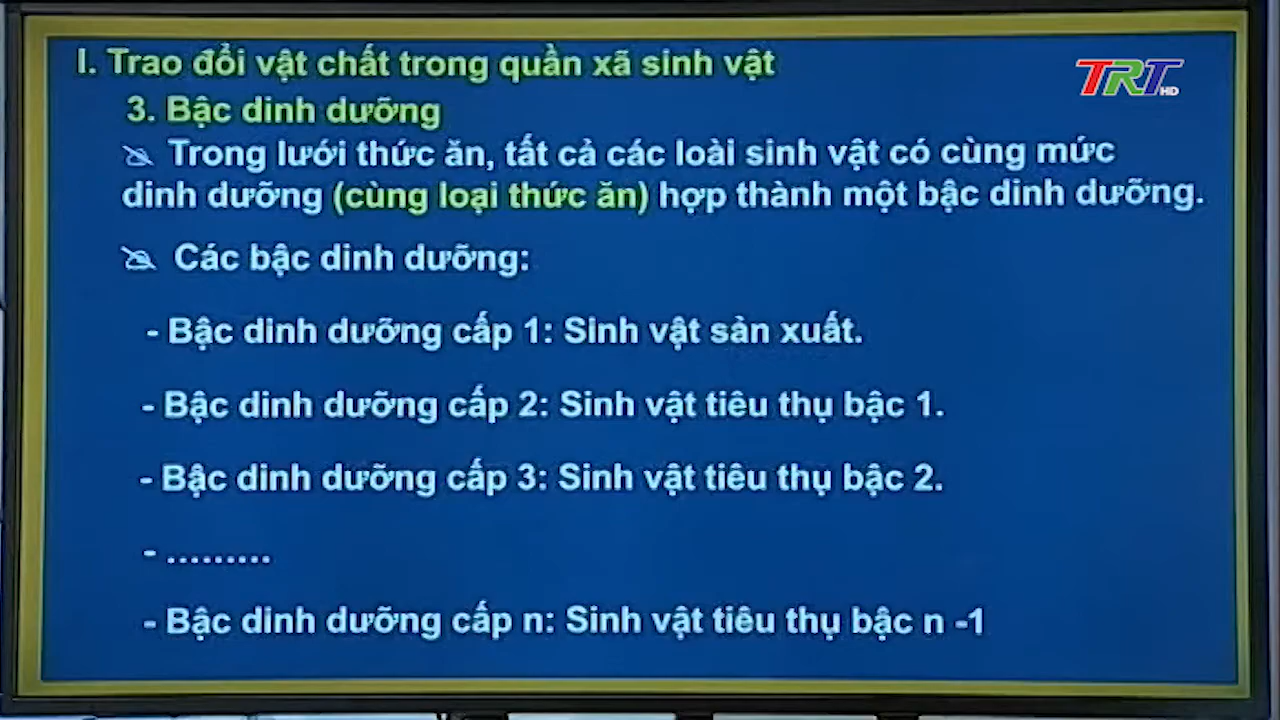 I. Trao đổi vật chất trong quần xã sinh vật
TRT HD
3. Bậc dinh dưỡng
Trong lưới thức ăn, tất cả các loài sinh vật có cùng mức
dinh dưỡng (cùng loại thức ăn) hợp thành một bậc dinh dưỡng.
Các bậc dinh dưỡng:
- Bậc dinh dưỡng cấp 1: Sinh vật sản xuất.
- Bậc dinh dưỡng cấp 2: Sinh vật tiêu thụ bậc 1.
- Bậc dinh dưỡng cấp 3: Sinh vật tiêu thụ bậc 2.
- .........
- Bậc dinh dưỡng cấp n: Sinh vật tiêu thụ bậc n -1